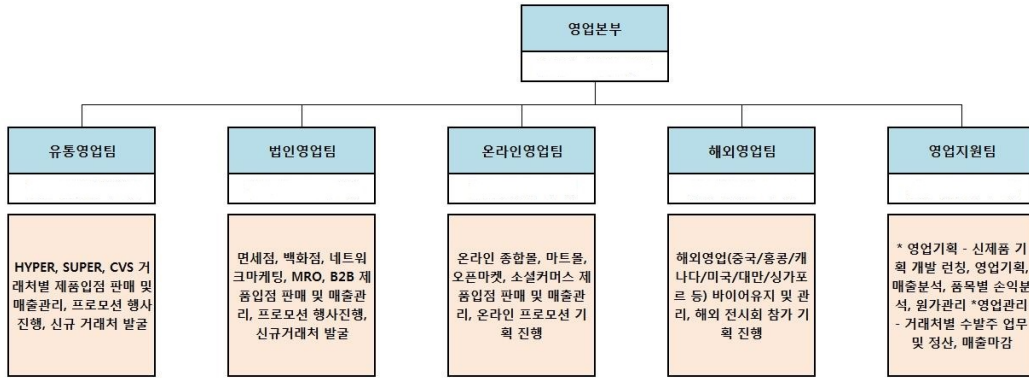 영업본부
유통영업팀
법인영업팀
온라인영업팀
해외영업팀
영업지원팀
HYPER, SUPER, CVS 거
래처별 제품입점 판매 및
매출관리, 프로모션 행사
진행, 신규 거래처 발굴
면세점, 백화점, 네트워
크마케팅, MRO, B2B 제
품입점 판매 및 매출관
리, 프로모션 행사진행,
신규거래처 발굴
온라인 종합몰, 마트몰,
오픈마켓, 소셜커머스 제
품입점 판매 및 매출관
리, 온라인 프로모션 기
획 진행
해외영업(중국/홍콩/캐
나다/미국/대만/싱가포
르 등) 바이어유지 및 관
리, 해외 전시회 참가 기
획 진행
* 영업기획 - 신제품 기
획 개발 런칭, 영업기획,
매출분석, 품목별 손익분
석, 원가관리 *영업관리
- 거래처별 수발주 업무
및 정산, 매출마감